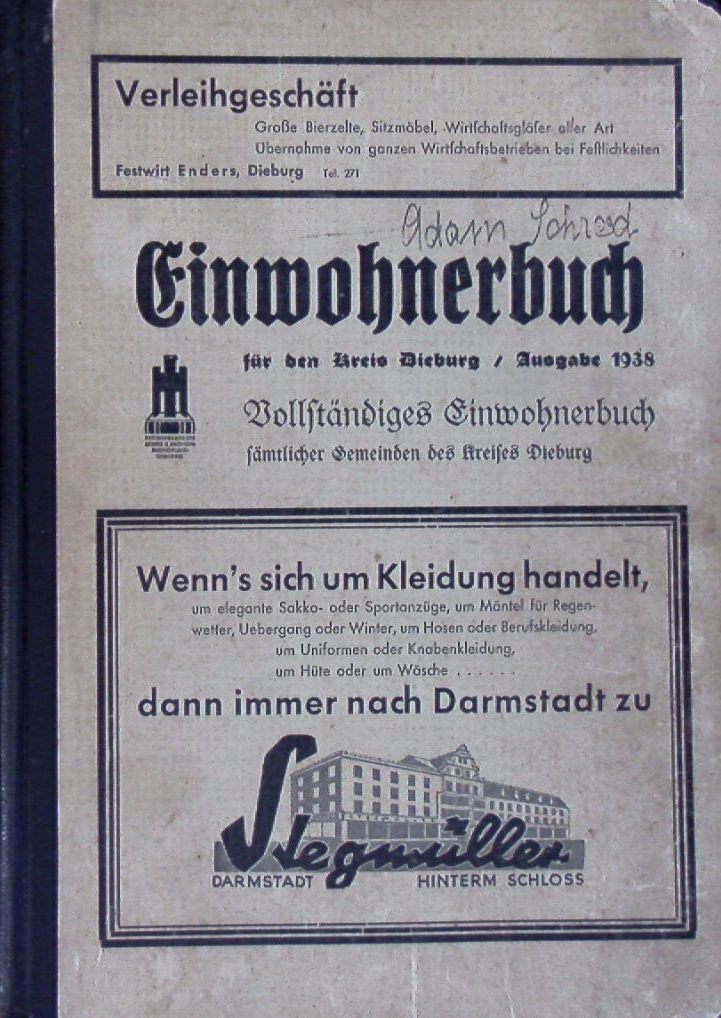 Verleihgeschäft
Große Bierzelte, Sitzmöbel, Wirtſchaftsgläſer aller Art
Übernahme von ganzen Wirtſchaftsbetrieben bei Feſtlichkeiten
Festwirt Enders, Dieburg Tel. 271
Adam
Einwohnerbuch
für den Kreis Dieburg / Ausgabe 1938
Vollſtändiges Einwohnerbuch
ſämtlicher Gemeinden des Kreiſes Dieburg
Wenn's sich um Kleidung handelt,
um elegante Sakko- oder Sportanzüge, um Mäntel für Regen-
wetter, Uebergang oder Winter, um Hosen oder Berufskleidung,
um Uniformen oder Knabenkleidung,
um Hüte oder um Wäsche . . . . . .
dann immer nach Darmstadt zu
Stegmüller
DARMSTADT HINTERM SCHLOSS